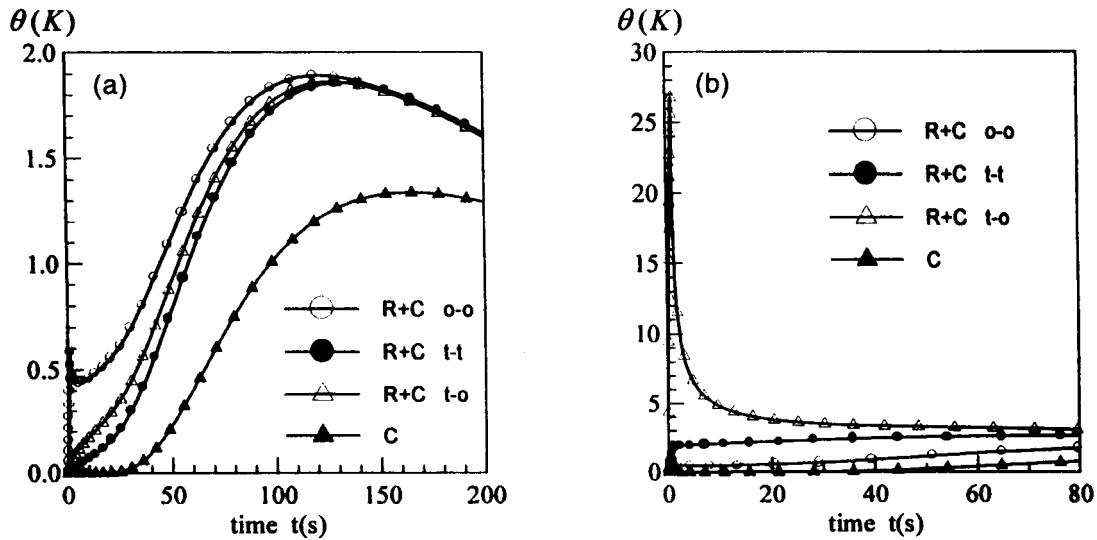 θ(K)
2.0
1.5
1.0
0.5
0.0
(a)
R+C o-o
R+C t-t
R+C t-o
C
0 50 100 150 200
time t(s)
θ(K)
30
25
20
15
10
5
0
(b)
R+C o-o
R+C t-t
R+C t-o
C
0 20 40 60 80
time t(s)